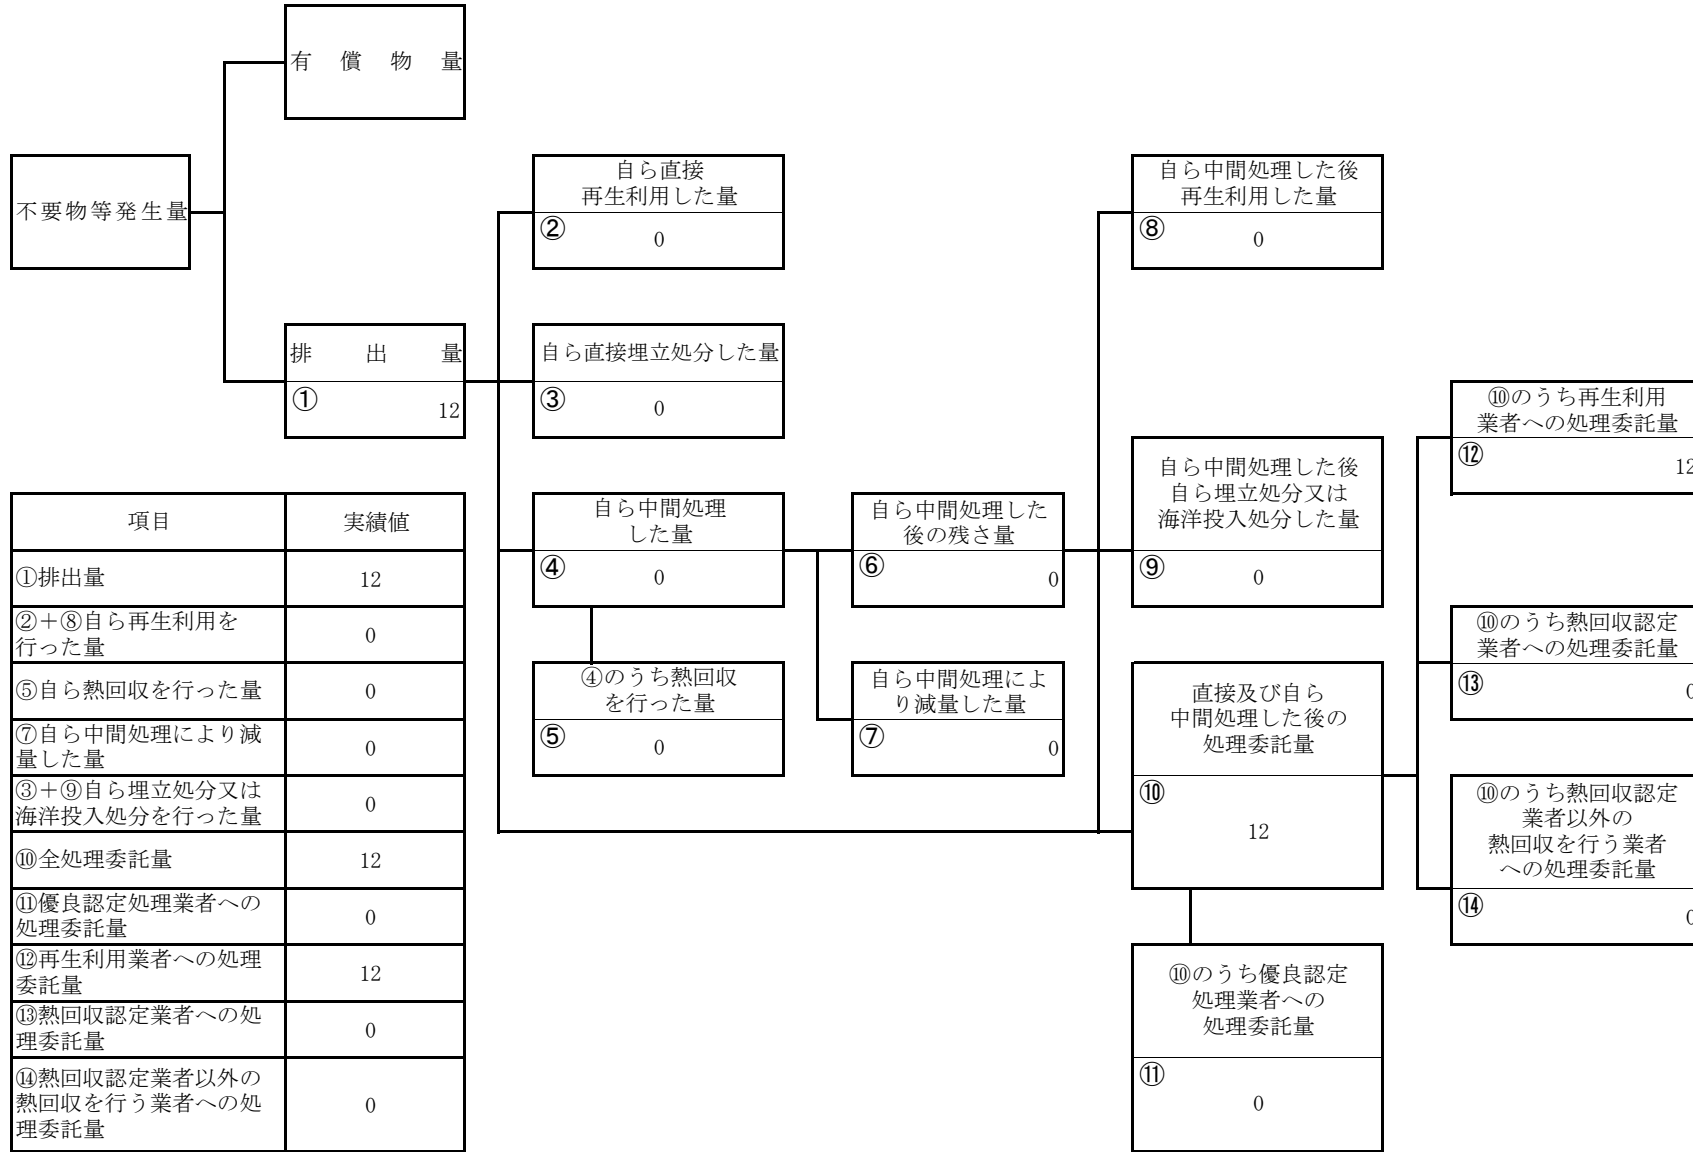 有償物量
不要物等発生量
排出量
①
12
自ら直接
再生利用した量
②
0
自ら直接埋立処分した量
③
0
自ら中間処理
した量
④
0
④のうち熱回収
を行った量
⑤
0
自ら中間処理した
後の残さ量
⑥
0
自ら中間処理によ
り減量した量
⑦
0
自ら中間処理した後
再生利用した量
⑧
0
自ら中間処理した後
自ら埋立処分又は
海洋投入処分した量
⑨
0
直接及び自ら
中間処理した後の
処理委託量
⑩
12
⑩のうち優良認定
処理業者への
処理委託量
⑪
0
⑩のうち再生利用
業者への処理委託量
⑫
12
⑩のうち熱回収認定
業者への処理委託量
⑬
0
⑩のうち熱回収認定
業者以外の
熱回収を行う業者
への処理委託量
⑭
0
項目 実績値
①排出量 12
②+⑧自ら再生利用を
行った量 0
⑤自ら熱回収を行った量 0
⑦自ら中間処理により減
量した量 0
③+⑨自ら埋立処分又は
海洋投入処分を行った量 0
⑩全処理委託量 12
⑪優良認定処理業者への
処理委託量 0
⑫再生利用業者への処理
委託量 12
⑬熱回収認定業者への処
理委託量 0
⑭熱回収認定業者以外の
熱回収を行う業者への処
理委託量 0